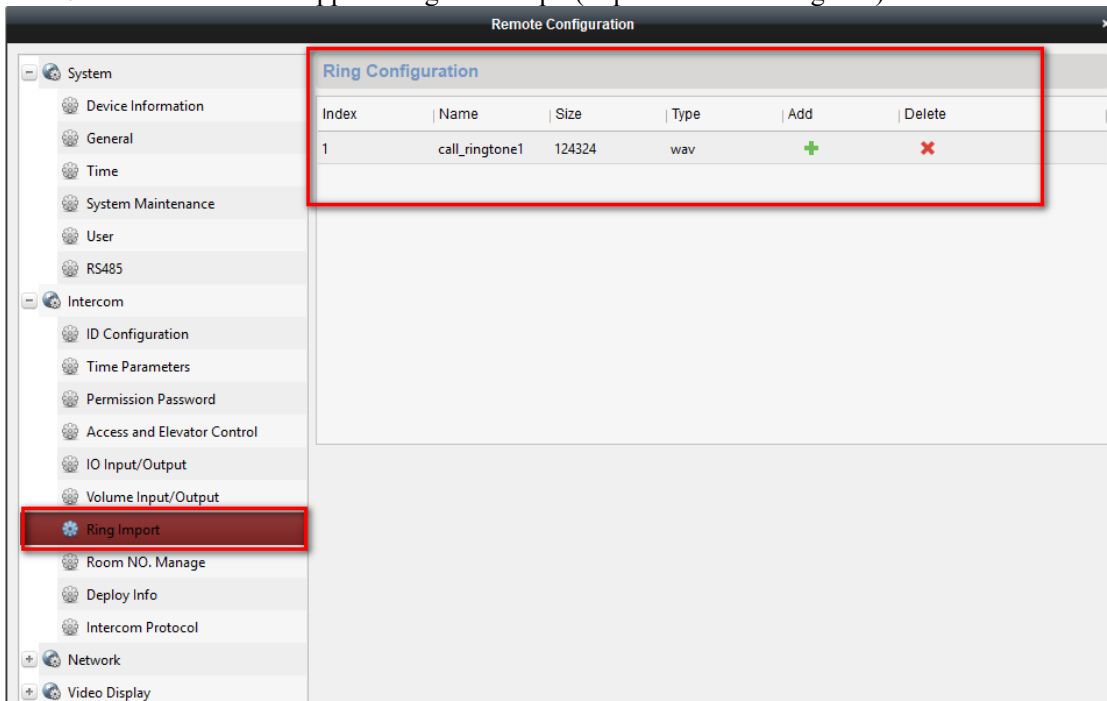 Remote Configuration
System
Device Information
General
Time
System Maintenance
User
RS485
Intercom
ID Configuration
Time Parameters
Permission Password
Access and Elevator Control
IO Input/Output
Volume Input/Output
Ring Import
Room NO. Manage
Deploy Info
Intercom Protocol
Network
Video Display
Ring Configuration
Index Name Size Type Add Delete
1 call_ringtone1 124324 wav